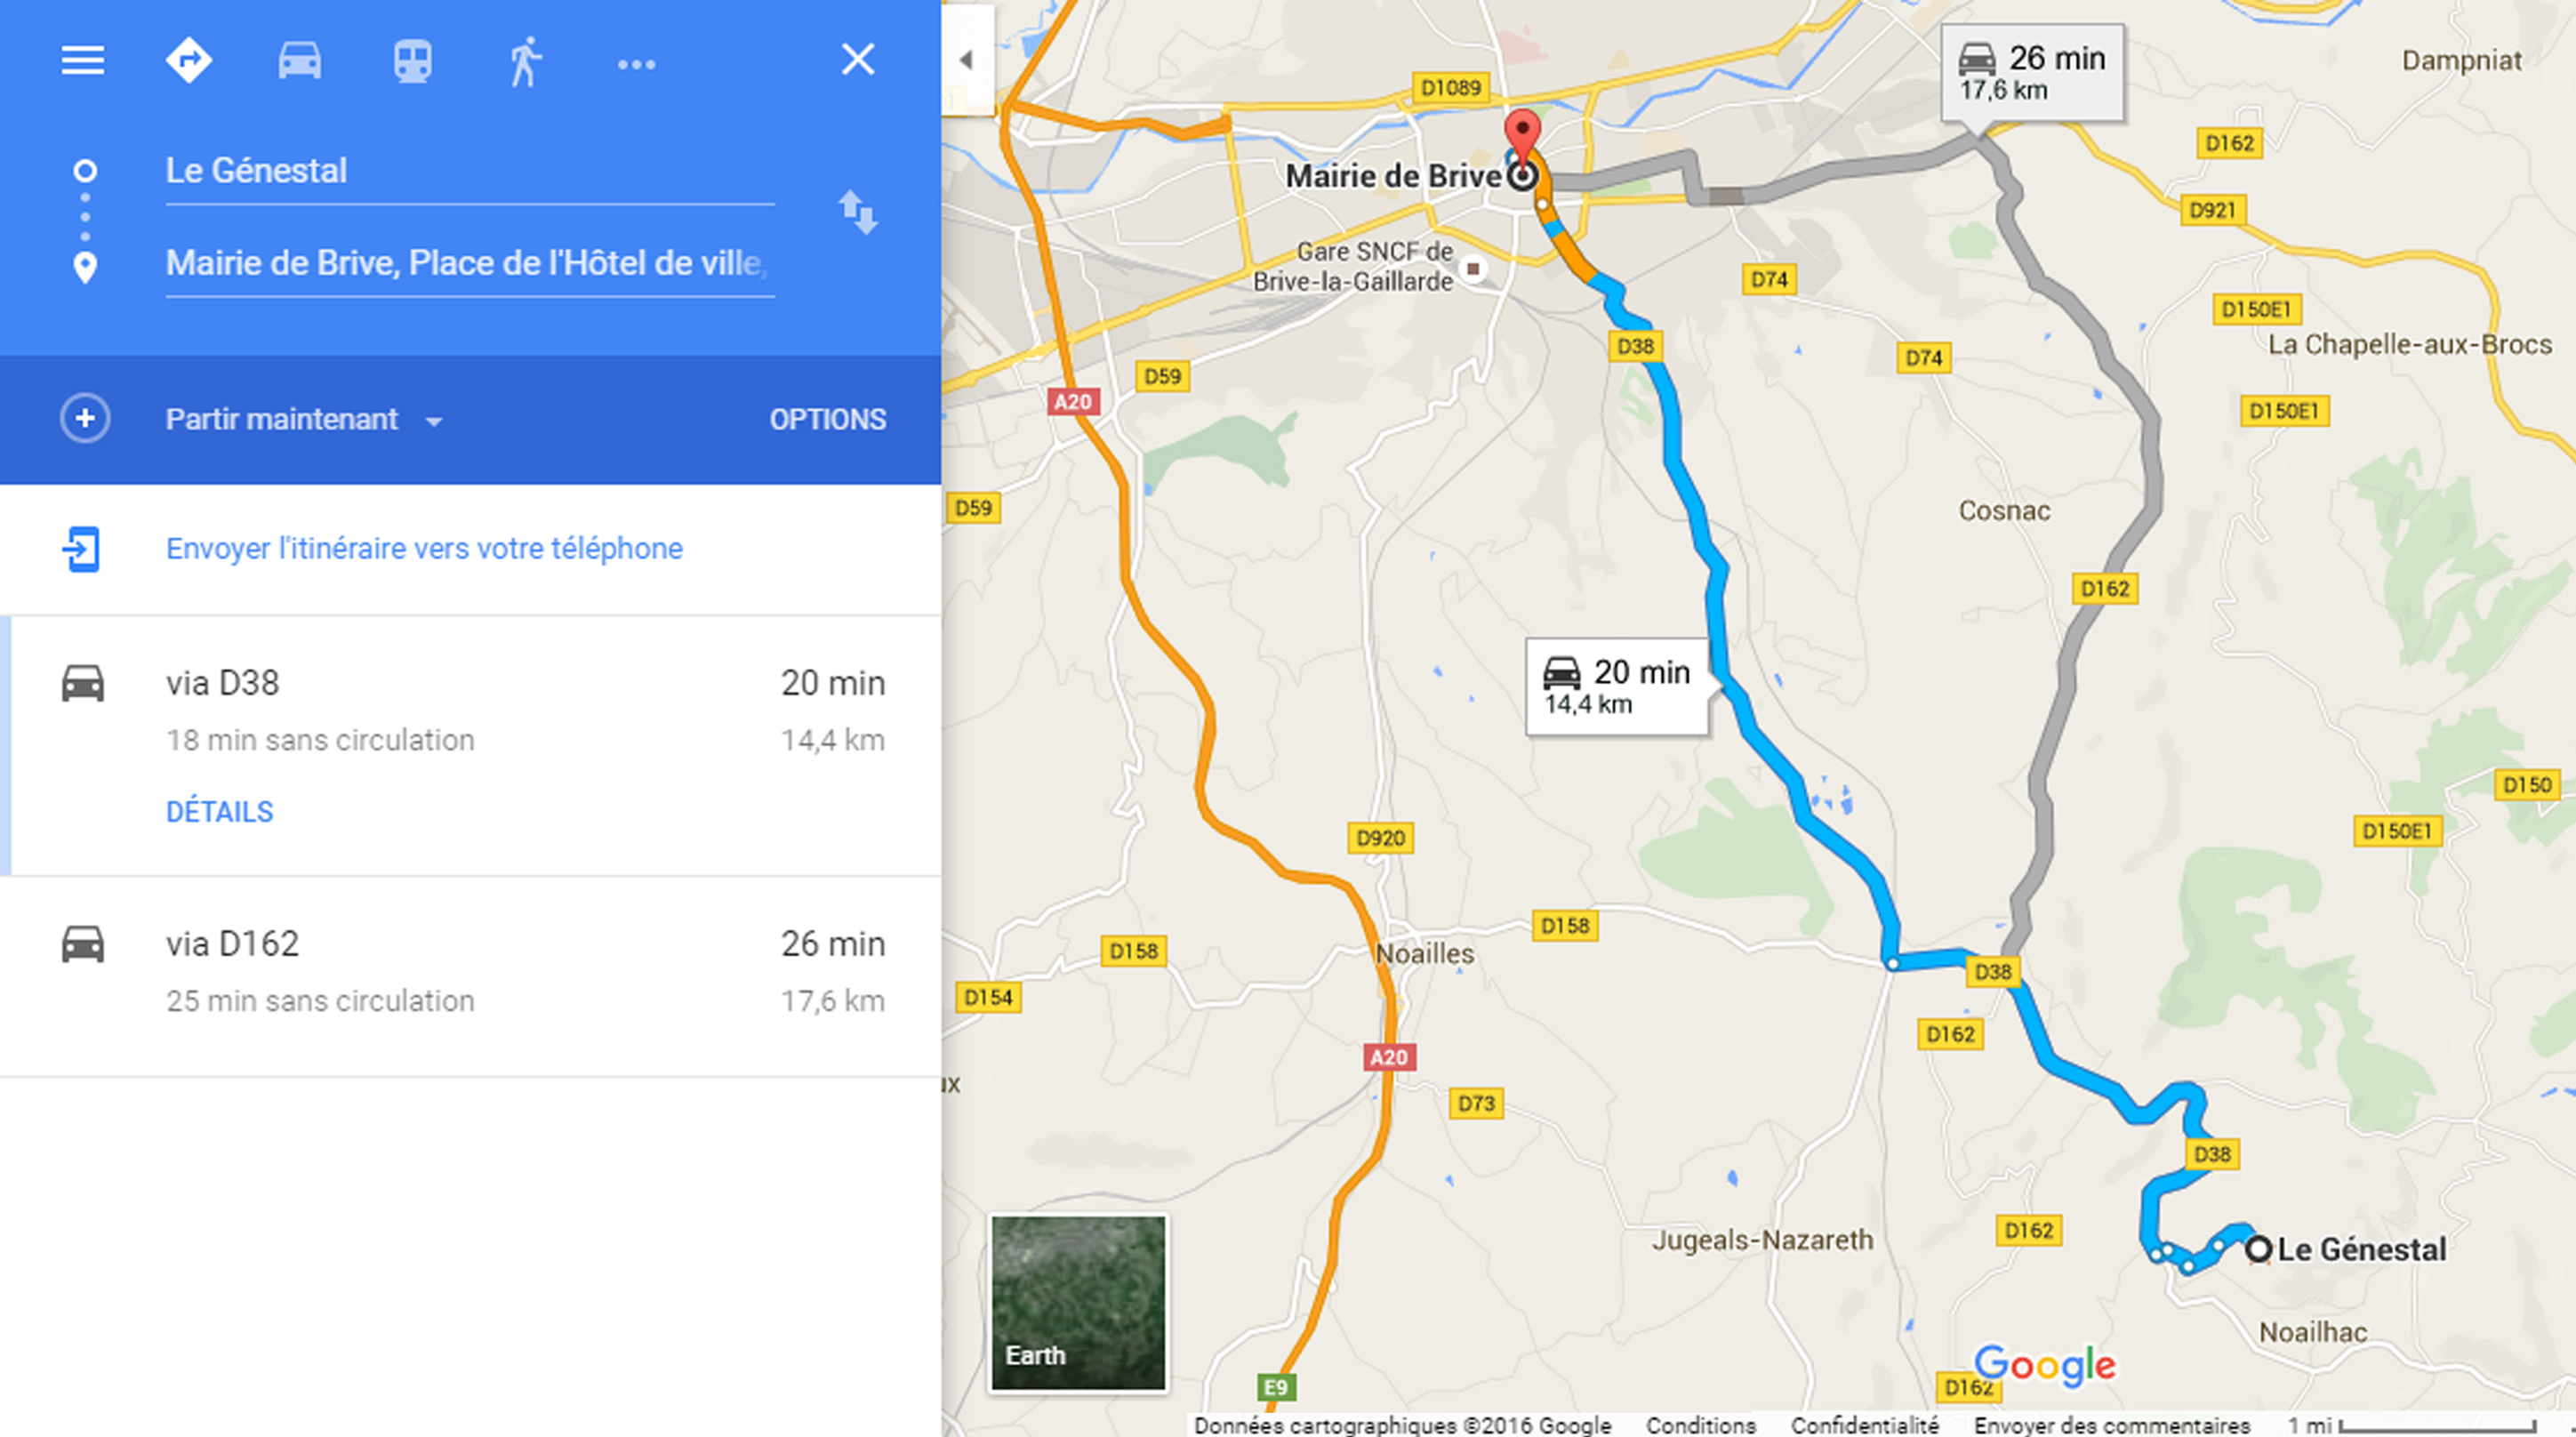 Le Génestal
Mairie de Brive, Place de l'Hôtel de ville,
Partir maintenant
OPTIONS
Envoyer l'itinéraire vers votre téléphone
via D38
20 min
18 min sans circulation
14,4 km
DÉTAILS
via D162
26 min
25 min sans circulation
17,6 km
26 min
17,6 km
Dampniat
D1089
D162
Mairie de Brive
D921
Gare SNCF de
Brive-la-Gaillarde
D74
D150E1
D38
La Chapelle-aux-Brocs
D74
D59
A20
D150E1
D59
Cosnac
D162
20 min
14,4 km
D150
D920
D150E1
D158
Noailles
D158
D38
D154
D162
A20
ux
D73
D38
D162
Jugeals-Nazareth
Le Génestal
Noailhac
Earth
Google
E9
D162
Données cartographiques ©2016 Google
Conditions
Confidentialité
Envoyer des commentaires
1 mi